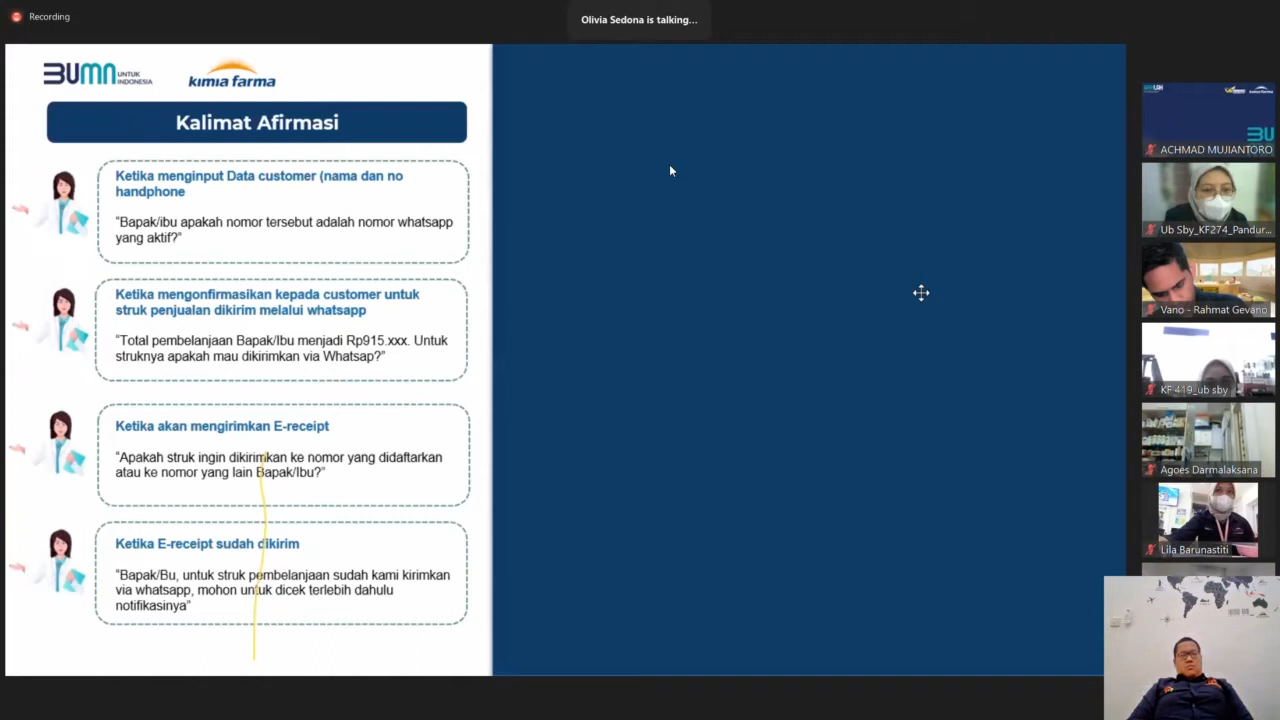 Recording
Olivia Sedona is talking...
BUMN UNTUK
INDONESIA
kimia farma
Kalimat Afirmasi
Ketika menginput Data customer (nama dan no
handphone
“Bapak/ibu apakah nomor tersebut adalah nomor whatsapp
yang aktif?”
Ketika mengonfirmasikan kepada customer untuk
struk penjualan dikirim melalui whatsapp
“Total pembelanjaan Bapak/Ibu menjadi Rp915.xxx. Untuk
struknya apakah mau dikirimkan via Whatsap?”
Ketika akan mengirimkan E-receipt
“Apakah struk ingin dikirimkan ke nomor yang didaftarkan
atau ke nomor yang lain Bapak/Ibu?”
Ketika E-receipt sudah dikirim
“Bapak/Bu, untuk struk pembelanjaan sudah kami kirimkan
via whatsapp, mohon untuk dicek terlebih dahulu
notifikasinya”
BU
ACHMAD MUJIANTORO
Ub Sby_KF274_Pandur...
Vano - Rahmat Gevano
KF 419_ub sby
Agoes Darmalaksana
Lila Barunastiti